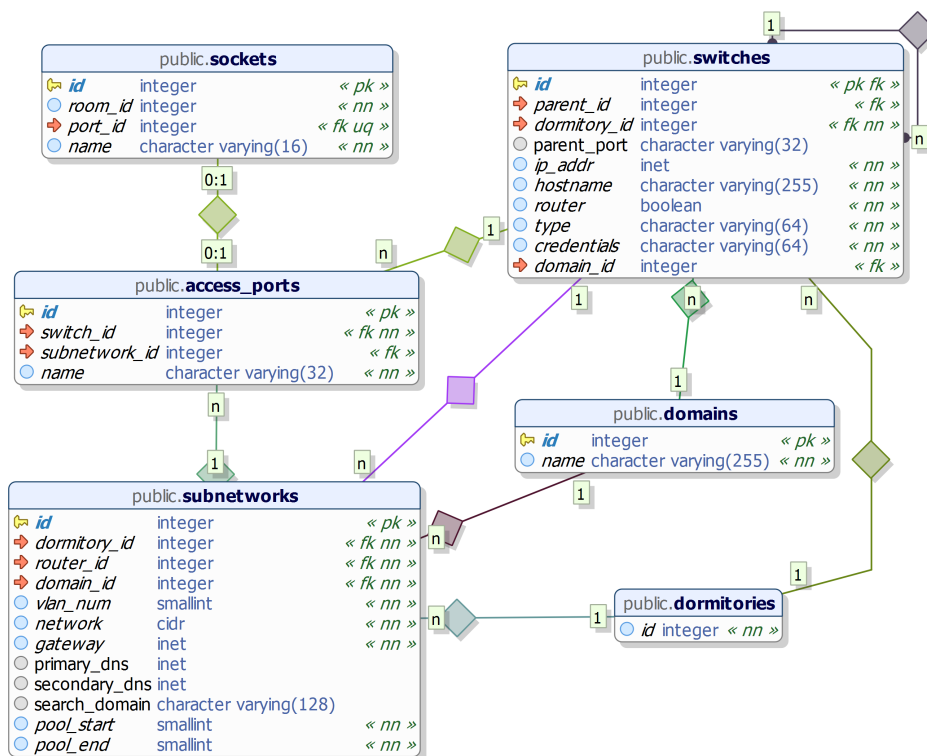 public.sockets
id integer « pk »
room_id integer « nn »
port_id integer « fk uq »
name character varying(16) « nn »
0:1
0:1
public.switches
id integer « pk fk »
parent_id integer « fk »
dormitory_id integer « fk nn »
parent_port character varying(32)
ip_addr inet « nn »
hostname character varying(255) « nn »
router boolean « nn »
type character varying(64) « nn »
credentials character varying(64) « nn »
domain_id integer « fk »
1
n
n
1
public.access_ports
id integer « pk »
switch_id integer « fk nn »
subnetwork_id integer « fk »
name character varying(32) « nn »
1
n
n
1
n
1
n
public.domains
id integer « pk »
name character varying(255) « nn »
1
n
public.subnetworks
id integer « pk »
dormitory_id integer « fk nn »
router_id integer « fk nn »
domain_id integer « fk nn »
vlan_num smallint « nn »
network cidr « nn »
gateway inet « nn »
primary_dns inet
secondary_dns inet
search_domain character varying(128)
pool_start smallint « nn »
pool_end smallint « nn »
n
1
1
public.dormitories
id integer « nn »